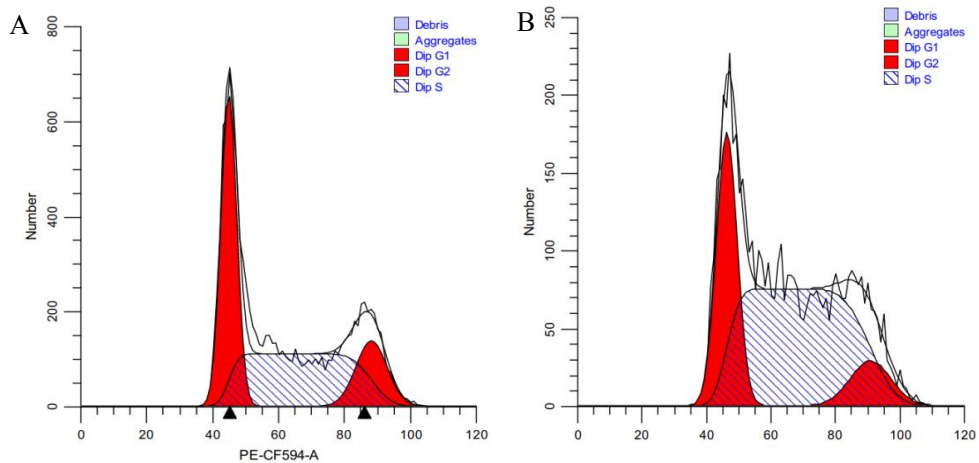 A
800
600
400
200
0
Number
Debris
Aggregates
Dip G1
Dip G2
Dip S
0 20 40 60 80 100 120
PE-CF594-A
B
250
200
150
100
50
0
Number
Debris
Aggregates
Dip G1
Dip G2
Dip S
0 20 40 60 80 100 120